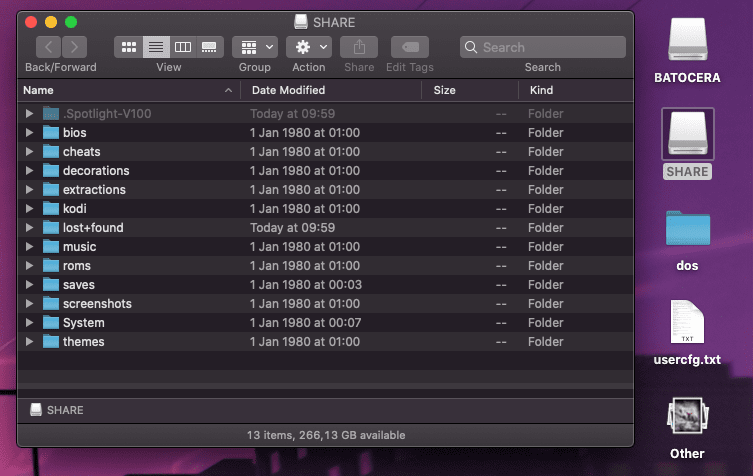 SHARE
Back/Forward
View
Group
Action
Share
Edit Tags
Search
Search
Name
Date Modified
Size
Kind
.Spotlight-V100 Today at 09:59 -- Folder
bios 1 Jan 1980 at 01:00 -- Folder
cheats 1 Jan 1980 at 01:00 -- Folder
decorations 1 Jan 1980 at 01:00 -- Folder
extractions 1 Jan 1980 at 01:00 -- Folder
kodi 1 Jan 1980 at 01:00 -- Folder
lost+found Today at 09:59 -- Folder
music 1 Jan 1980 at 01:00 -- Folder
roms 1 Jan 1980 at 01:00 -- Folder
saves 1 Jan 1980 at 00:03 -- Folder
screenshots 1 Jan 1980 at 01:00 -- Folder
System 1 Jan 1980 at 00:07 -- Folder
themes 1 Jan 1980 at 01:00 -- Folder
SHARE
13 items, 266,13 GB available
BATOCERA
SHARE
dos
TXT
usercfg.txt
Other